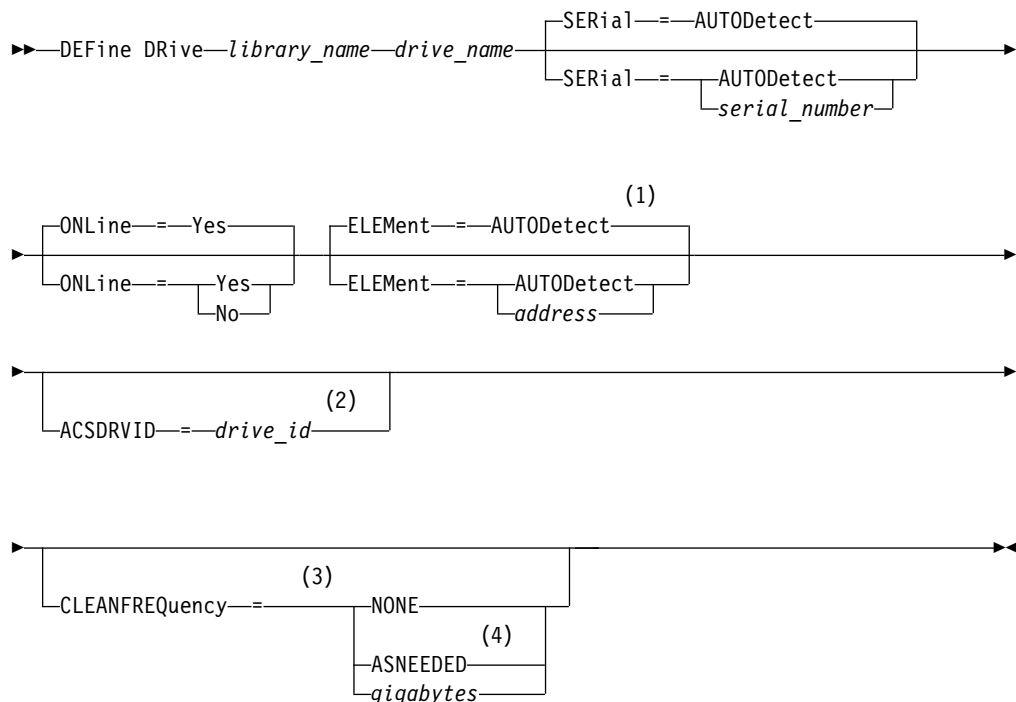 SERial = AUTODetect
DEFine DRive library_name drive_name
SERial = AUTODetect
serial_number
(1)
ONLine = Yes ELEMent = AUTODetect
ONLine = Yes ELEMent = AUTODetect
No address
(2)
ACSDRVID = drive_id
(3)
CLEANFREQuency = NONE
(4)
ASNEEDED
gigabytes